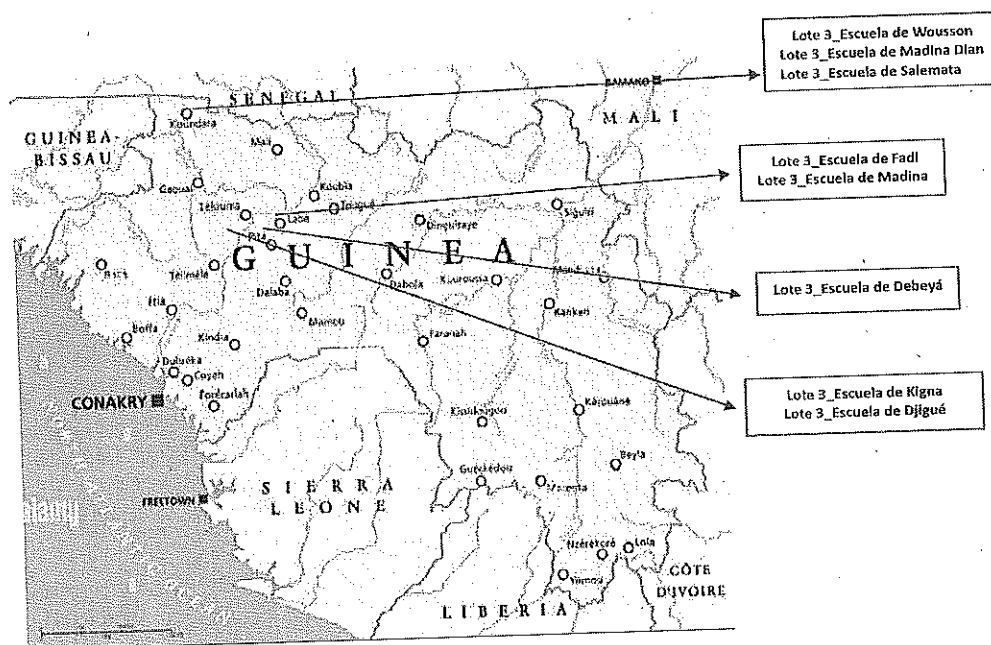 Lote 3_Escuela de Wousson
Lote 3_Escuela de Madina Dian
Lote 3_Escuela de Salemata
BAMAKO
SENEGAL
MALI
Koundara
GUINEA-
BISSAU
Mali
Lote 3_Escuela de Fadl
Lote 3_Escuela de Madina
Gaoual
Koubia
Tougué
Télimélé
Labé
Dinguiraye
Siguiri
Pita
GUINEA
Dalaba
Dabola
Kouroussa
Lote 3_Escuela de Debeyá
Fria
Mamou
Kankan
Boffa
Kindia
Faranah
Dubréka
Coyah
CONAKRY
Forécariah
Kissidougou
Kérouané
Lote 3_Escuela de Kigna
Lote 3_Escuela de Djigué
Beyla
Guéckédou
Macenta
SIERRA
LEONE
FREETOWN
Nzérékoré
Lola
Yomou
CÔTE
D'IVOIRE
LIBERIA